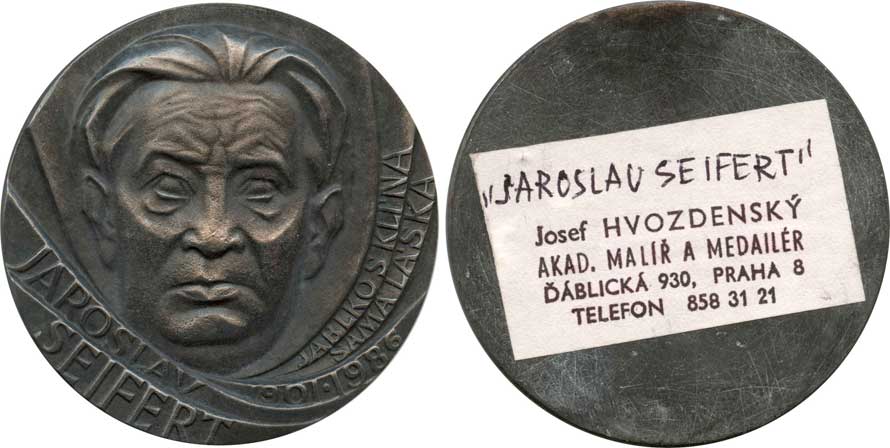 JAROSLAV
SEIFERT
1901-1986
JABLKO S KLÍNA
SAMÁ LÁSKA
„JAROSLAV SEIFERT"
Josef HVOZDENSKÝ
AKAD. MALÍŘ A MEDAILÉR
ĎÁBLICKÁ 930, PRAHA 8
TELEFON 858 31 21